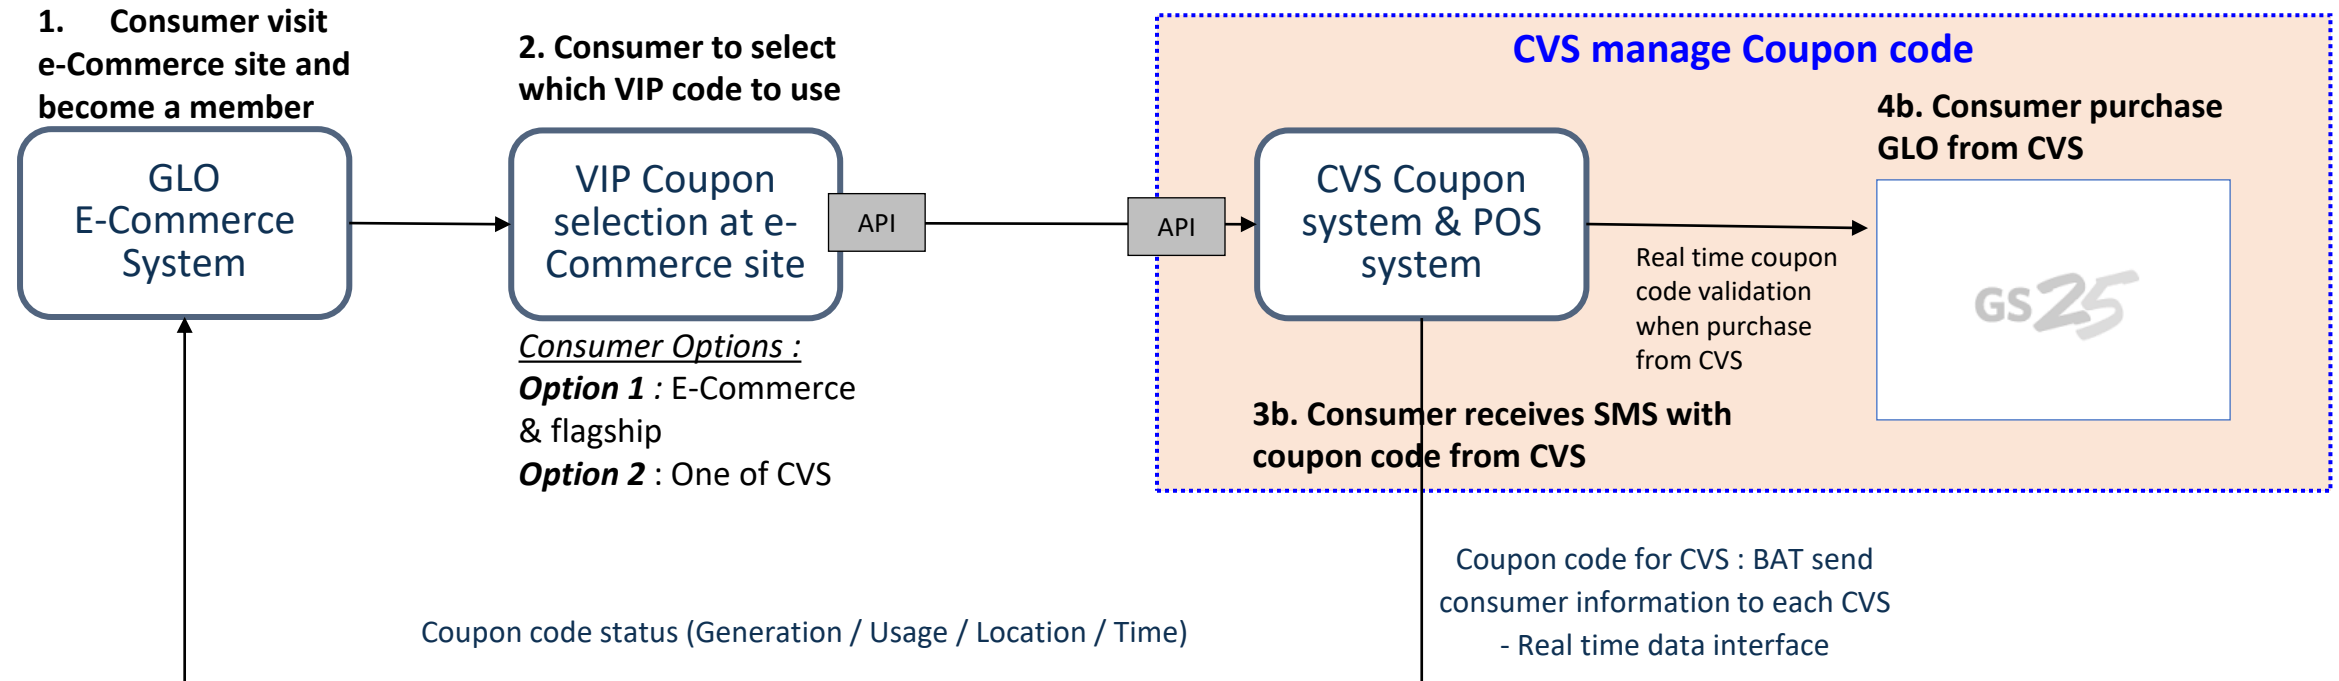 1. Consumer visit
e-Commerce site and
become a member
GLO
E-Commerce
System
2. Consumer to select
which VIP code to use
VIP Coupon
selection at e-
Commerce site
API
Consumer Options :
Option 1 : E-Commerce
& flagship
Option 2 : One of CVS
CVS manage Coupon code
API
CVS Coupon
system & POS
system
Real time coupon
code validation
when purchase
from CVS
4b. Consumer purchase
GLO from CVS
GS25
3b. Consumer receives SMS with
coupon code from CVS
Coupon code status (Generation / Usage / Location / Time)
Coupon code for CVS : BAT send
consumer information to each CVS
- Real time data interface